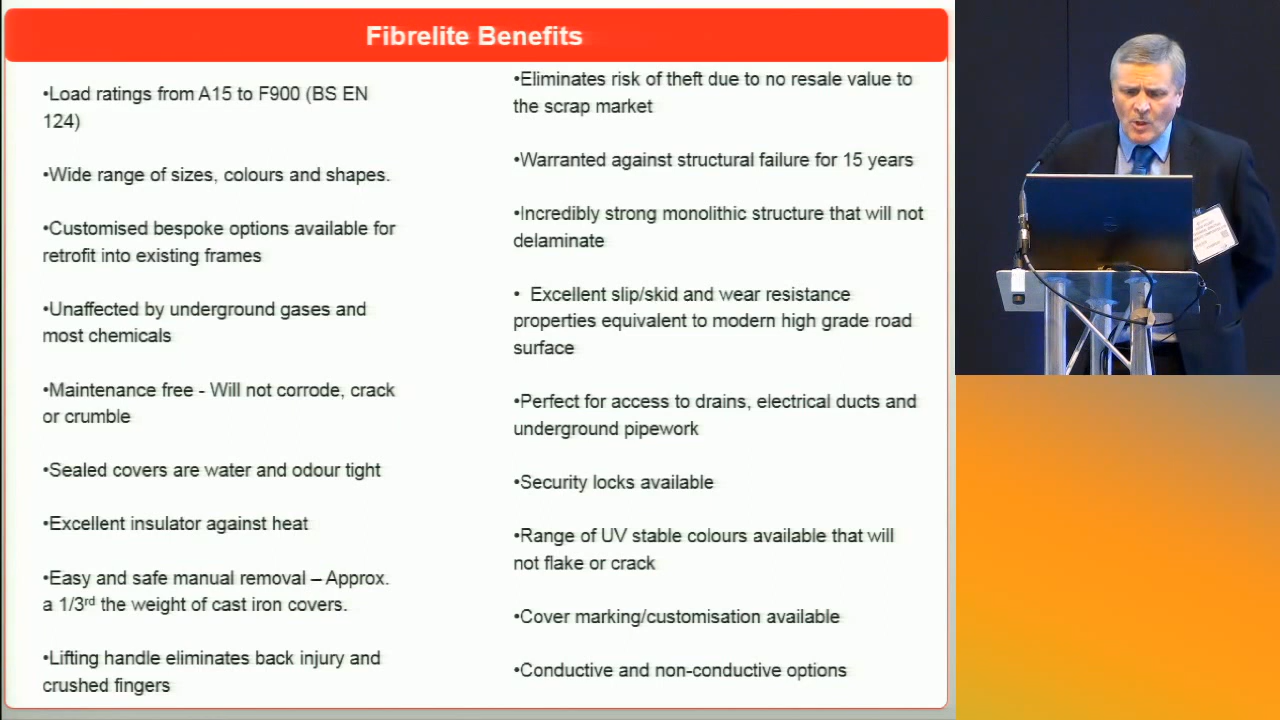 Fibrelite Benefits
•Load ratings from A15 to F900 (BS EN
124)
•Wide range of sizes, colours and shapes.
•Customised bespoke options available for
retrofit into existing frames
•Unaffected by underground gases and
most chemicals
•Maintenance free - Will not corrode, crack
or crumble
•Sealed covers are water and odour tight
•Excellent insulator against heat
•Easy and safe manual removal – Approx.
a 1/3rd the weight of cast iron covers.
•Lifting handle eliminates back injury and
crushed fingers
•Eliminates risk of theft due to no resale value to
the scrap market
•Warranted against structural failure for 15 years
•Incredibly strong monolithic structure that will not
delaminate
• Excellent slip/skid and wear resistance
properties equivalent to modern high grade road
surface
•Perfect for access to drains, electrical ducts and
underground pipework
•Security locks available
•Range of UV stable colours available that will
not flake or crack
•Cover marking/customisation available
•Conductive and non-conductive options